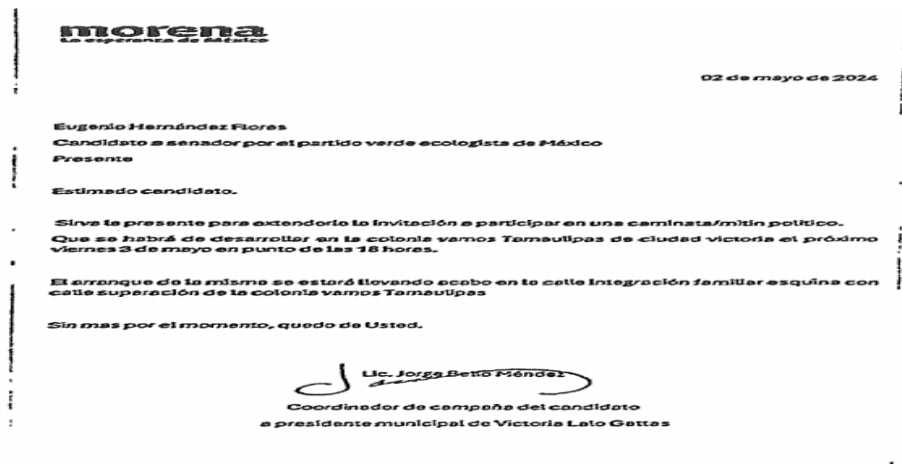 morena
La esperanza de México
02 de mayo de 2024
Eugenio Hernández Flores
Candidato a senador por el partido verde ecologista de México
Presente
Estimado candidato.
Sirva la presente para extenderle la invitación a participar en una caminata/mitin político.
Que se habrá de desarrollar en la colonia vamos Tamaulipas de ciudad victoria el próximo
viernes 3 de mayo en punto de las 18 horas.
El arranque de la misma se estará llevando acabo en la calle Integración familiar esquina con
calle superación de la colonia vamos Tamaulipas
Sin mas por el momento, quedo de Usted.
Lic. Jorge Beto Méndez
Coordinador de campaña del candidato
a presidente municipal de Victoria Lalo Gattas